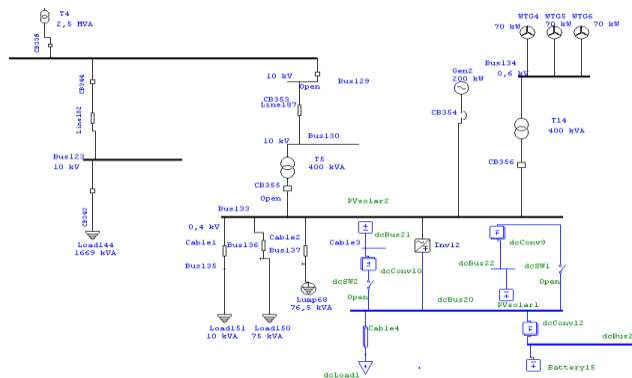 T4
2,5 MVA
CB336
WTG4
WTG5
WTG6
70 kW
70 kW
70 kW
Bus134
0,6 kV
Gen2
200 kW
10 kV
Bus129
Open
CB344
CB353
Line187
Line182
CB354
10 kV
Bus130
T14
400 kVA
Bus123
10 kV
T5
400 kVA
CB356
CB355
Open
CB343
Bus133
PVsolar2
0,4 kV
Load144
1669 kVA
Cable1
Bus136
Cable2
Bus137
Bus135
dcBus21
Cable3
Inv12
dcConv9
dcBus22
dcSW1
dcConv10
dcSW2
Open
Open
PVsolar1
dcBus20
Lump68
76,5 kVA
Load151
10 kVA
Load150
75 kVA
Cable4
dcConv12
dcBus2
dcLoad1
Battery15